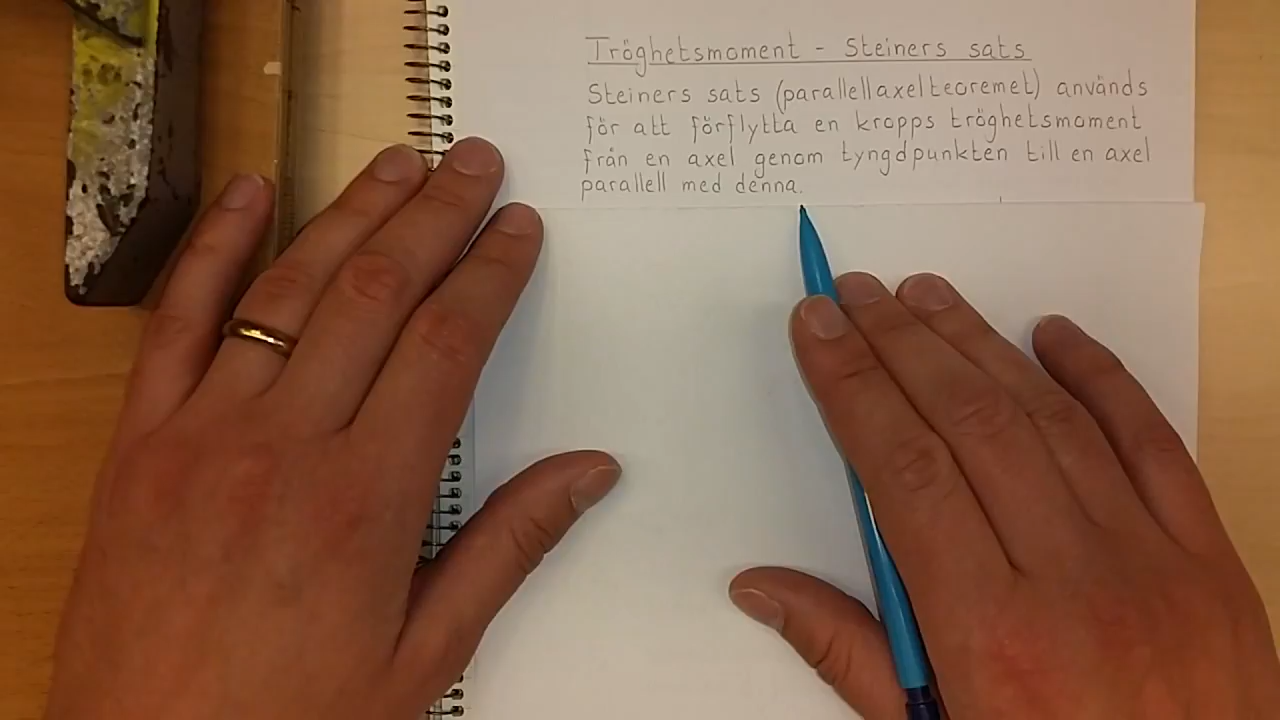 Tröghetsmoment - Steiners sats
Steiners sats (parallellaxelteoremet) används
för att förflytta en kropps tröghetsmoment
från en axel genom tyngdpunkten till en axel
parallell med denna.